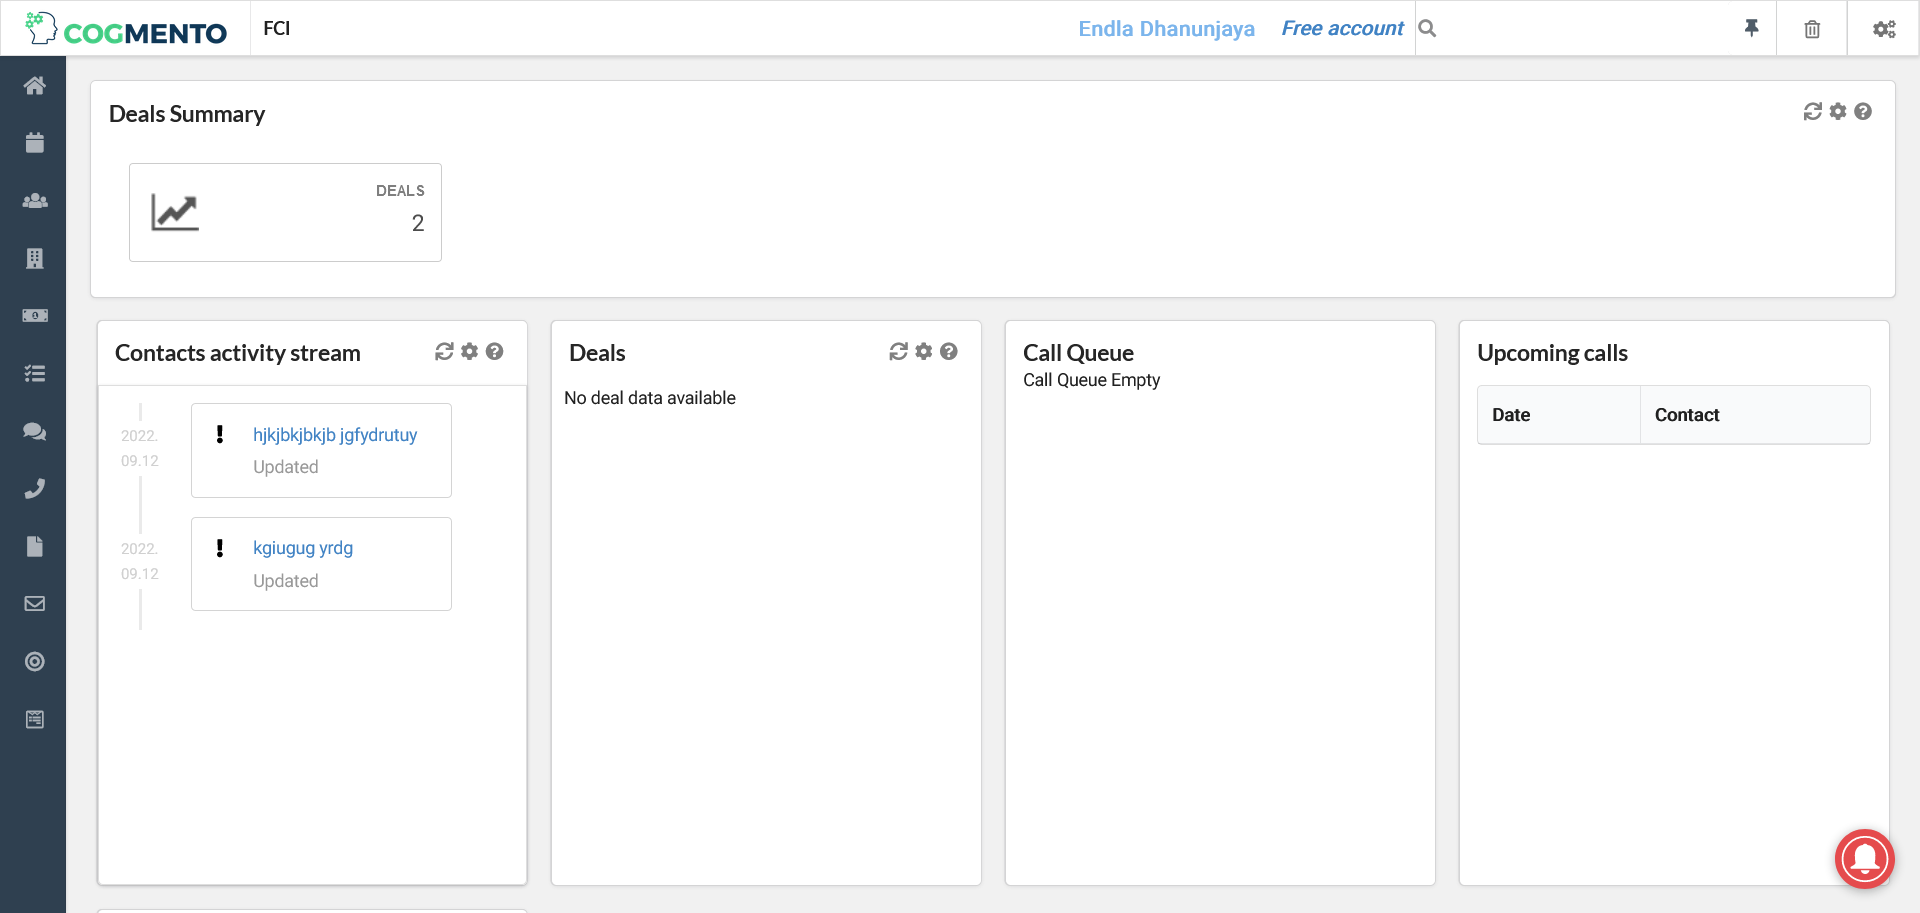 COGMENTO
FCI
Endla Dhanunjaya
Free account
Deals Summary
DEALS
2
Contacts activity stream
2022.
09.12
hjkjbkjbkjb jgfydrutuy
Updated
2022.
09.12
kgiugug yrdg
Updated
Deals
No deal data available
Call Queue
Call Queue Empty
Upcoming calls
Date
Contact